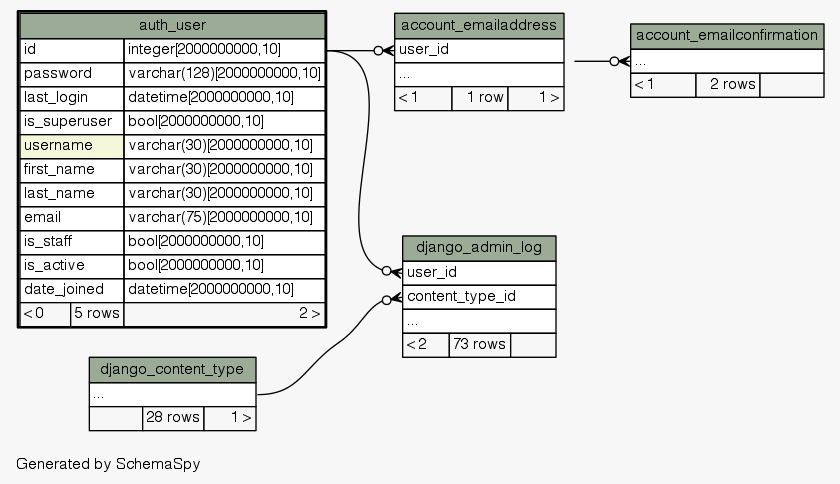 auth_user
id integer[2000000000,10]
password varchar(128)[2000000000,10]
last_login datetime[2000000000,10]
is_superuser bool[2000000000,10]
username varchar(30)[2000000000,10]
first_name varchar(30)[2000000000,10]
last_name varchar(30)[2000000000,10]
email varchar(75)[2000000000,10]
is_staff bool[2000000000,10]
is_active bool[2000000000,10]
date_joined datetime[2000000000,10]
< 0 5 rows 2 >
account_emailaddress
user_id
...
< 1 1 row 1 >
account_emailconfirmation
...
< 1 2 rows
django_admin_log
user_id
content_type_id
...
< 2 73 rows
django_content_type
...
28 rows 1 >
Generated by SchemaSpy